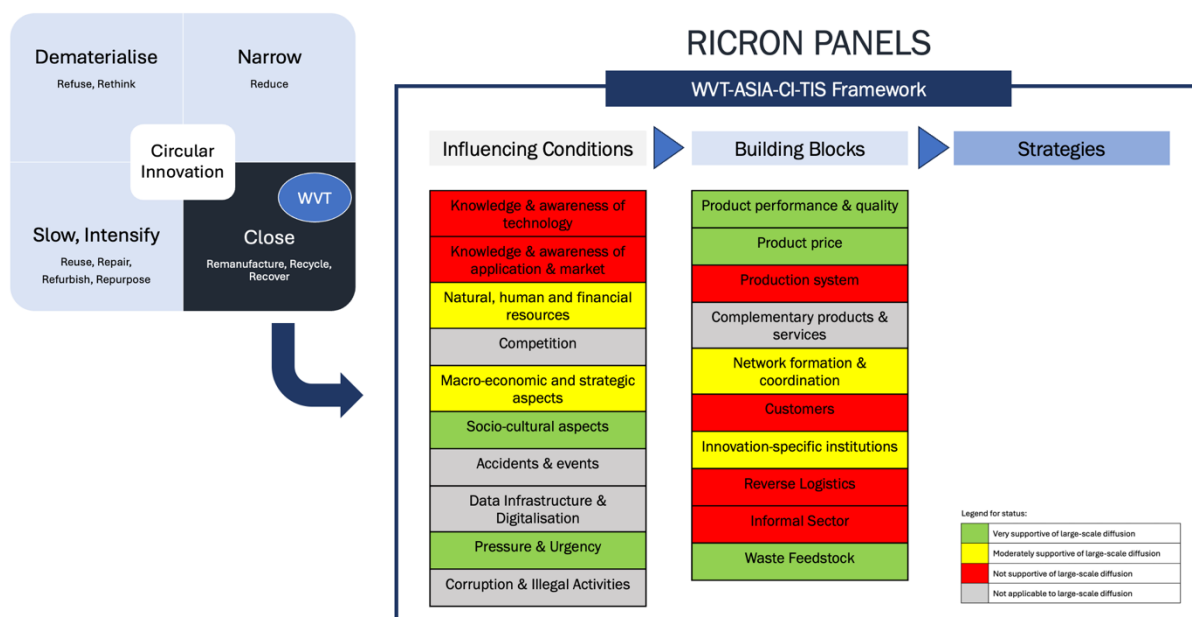 Dematerialise
Refuse, Rethink
Narrow
Reduce
Circular
Innovation
Slow, Intensify
Reuse, Repair,
Refurbish, Repurpose
WVT
Close
Remanufacture, Recycle,
Recover
RICRON PANELS
WVT-ASIA-CI-TIS Framework
Influencing Conditions
Building Blocks
Strategies
Knowledge & awareness of
technology
Knowledge & awareness of
application & market
Natural, human and financial
resources
Competition
Macro-economic and strategic
aspects
Socio-cultural aspects
Accidents & events
Data Infrastructure &
Digitalisation
Pressure & Urgency
Corruption & Illegal Activities
Product performance & quality
Product price
Production system
Complementary products &
services
Network formation &
coordination
Customers
Innovation-specific institutions
Reverse Logistics
Informal Sector
Waste Feedstock
Legend for status:
Very supportive of large-scale diffusion
Moderately supportive of large-scale diffusion
Not supportive of large-scale diffusion
Not applicable to large-scale diffusion